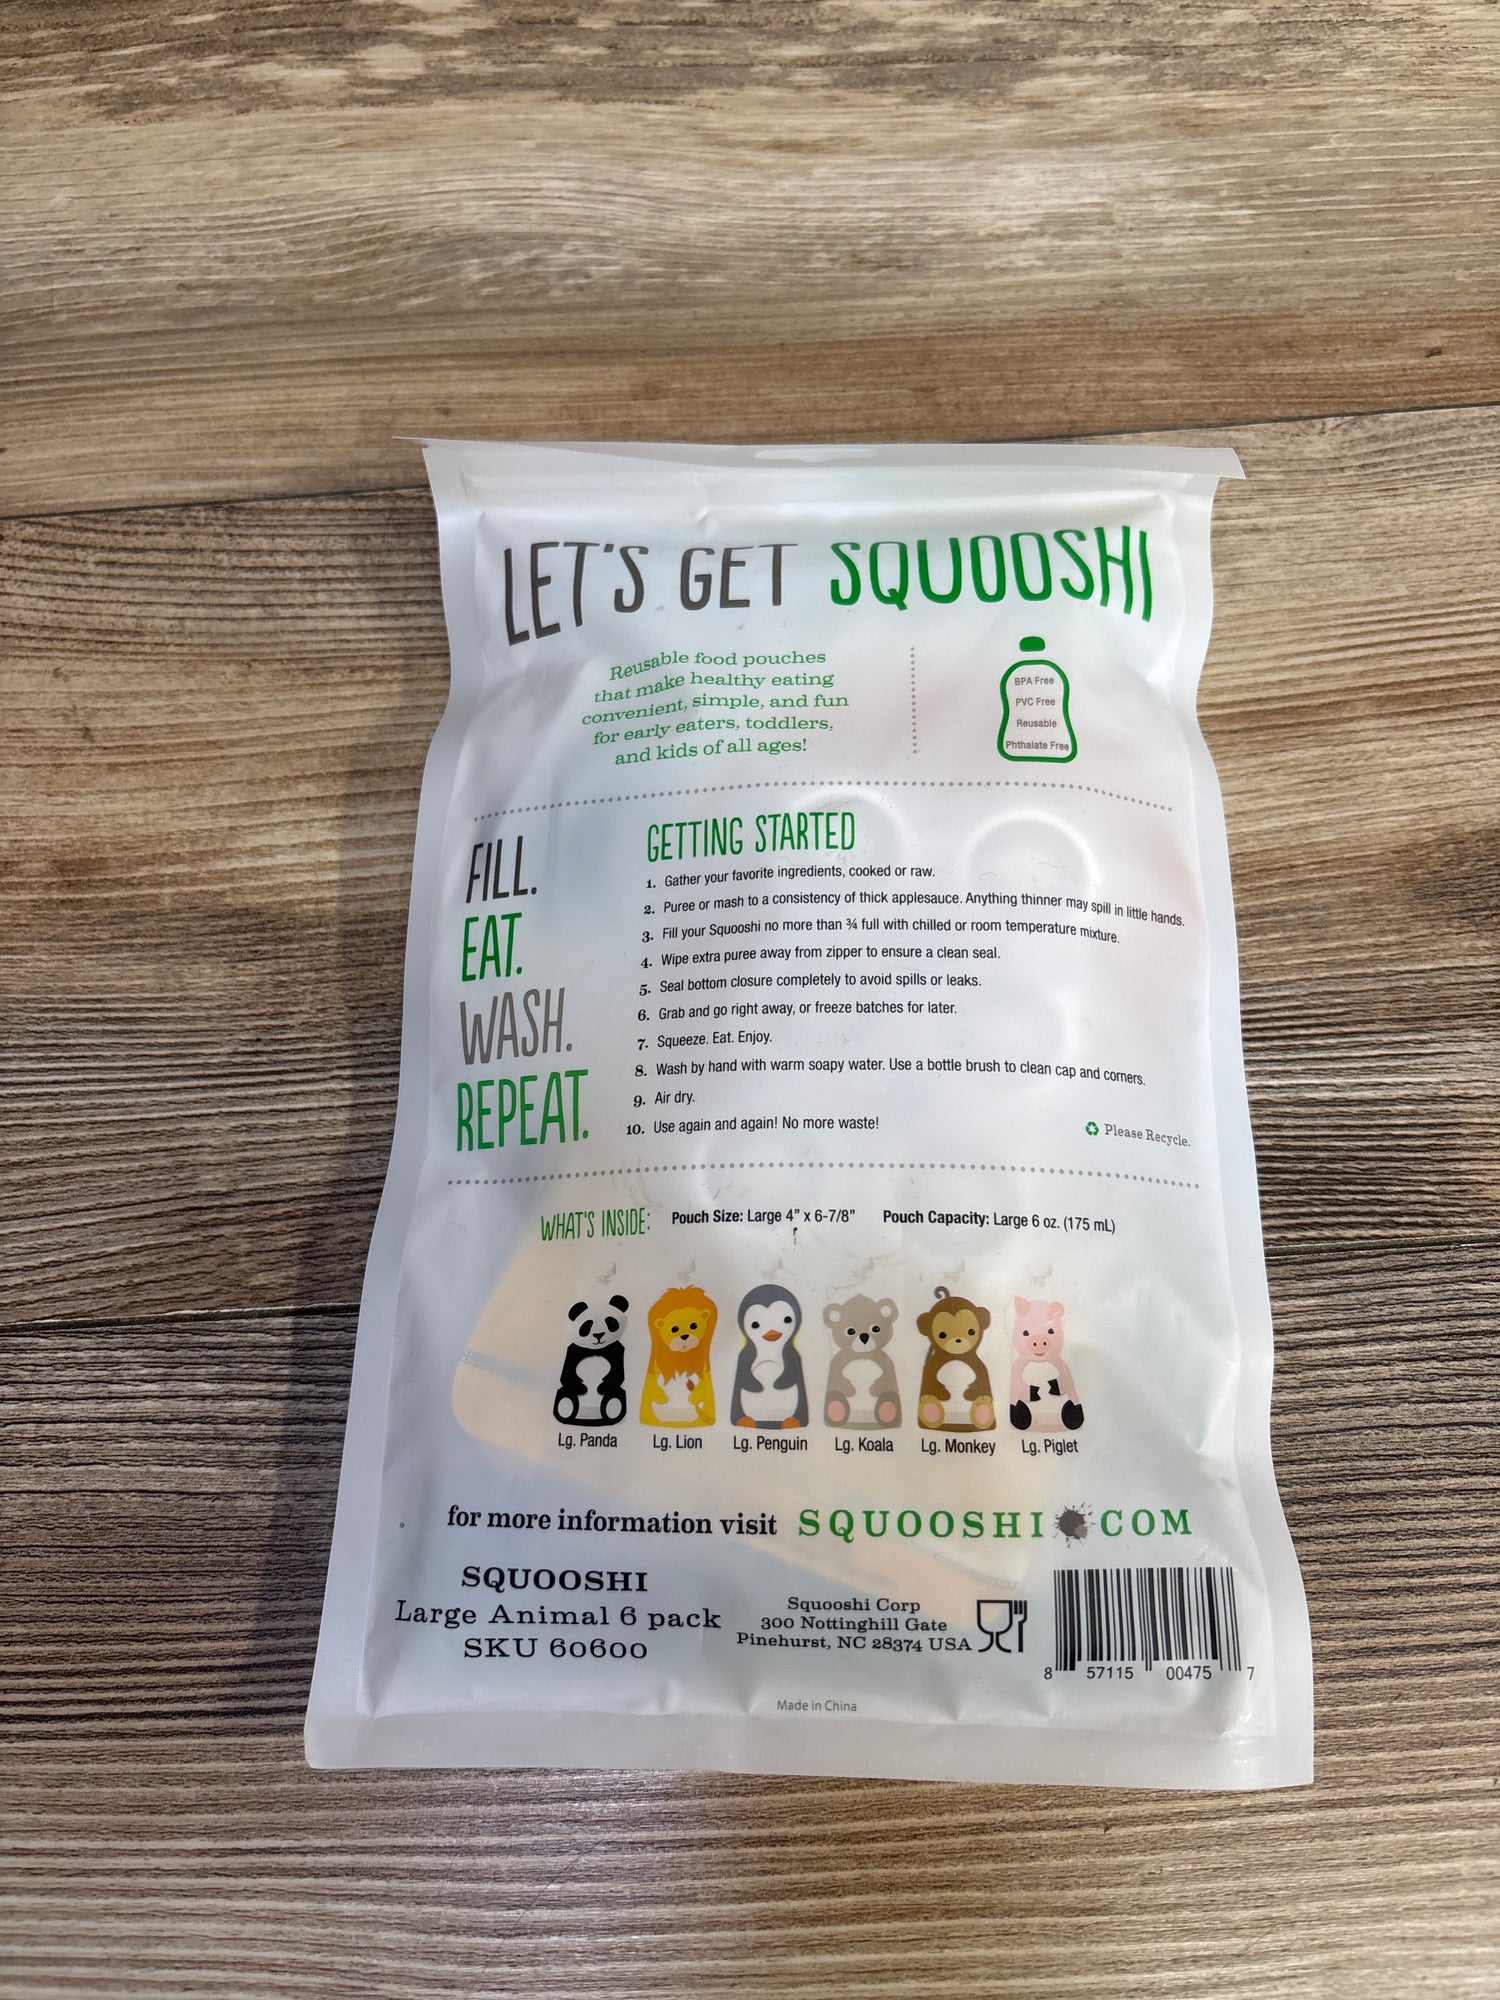 LET'S GET SQUOOSHI
Reusable food pouches
that make healthy eating
convenient, simple, and fun
for early eaters, toddlers,
and kids of all ages!
BPA Free
PVC Free
Reusable
Phthalate Free
FILL.
EAT.
WASH.
REPEAT.
GETTING STARTED
1. Gather your favorite ingredients, cooked or raw.
2. Puree or mash to a consistency of thick applesauce. Anything thinner may spill in little hands.
3. Fill your Squooshi no more than ¾ full with chilled or room temperature mixture.
4. Wipe extra puree away from zipper to ensure a clean seal.
5. Seal bottom closure completely to avoid spills or leaks.
6. Grab and go right away, or freeze batches for later.
7. Squeeze. Eat. Enjoy.
8. Wash by hand with warm soapy water. Use a bottle brush to clean cap and corners.
9. Air dry.
10. Use again and again! No more waste!
Please Recycle.
WHAT'S INSIDE: Pouch Size: Large 4" x 6-7/8" Pouch Capacity: Large 6 oz. (175 mL)
Lg. Panda Lg. Lion Lg. Penguin Lg. Koala Lg. Monkey Lg. Piglet
for more information visit SQUOOSHI.COM
SQUOOSHI
Large Animal 6 pack
SKU 60600
Squooshi Corp
300 Nottinghill Gate
Pinehurst, NC 28374 USA
8 57115 00475 7
Made in China